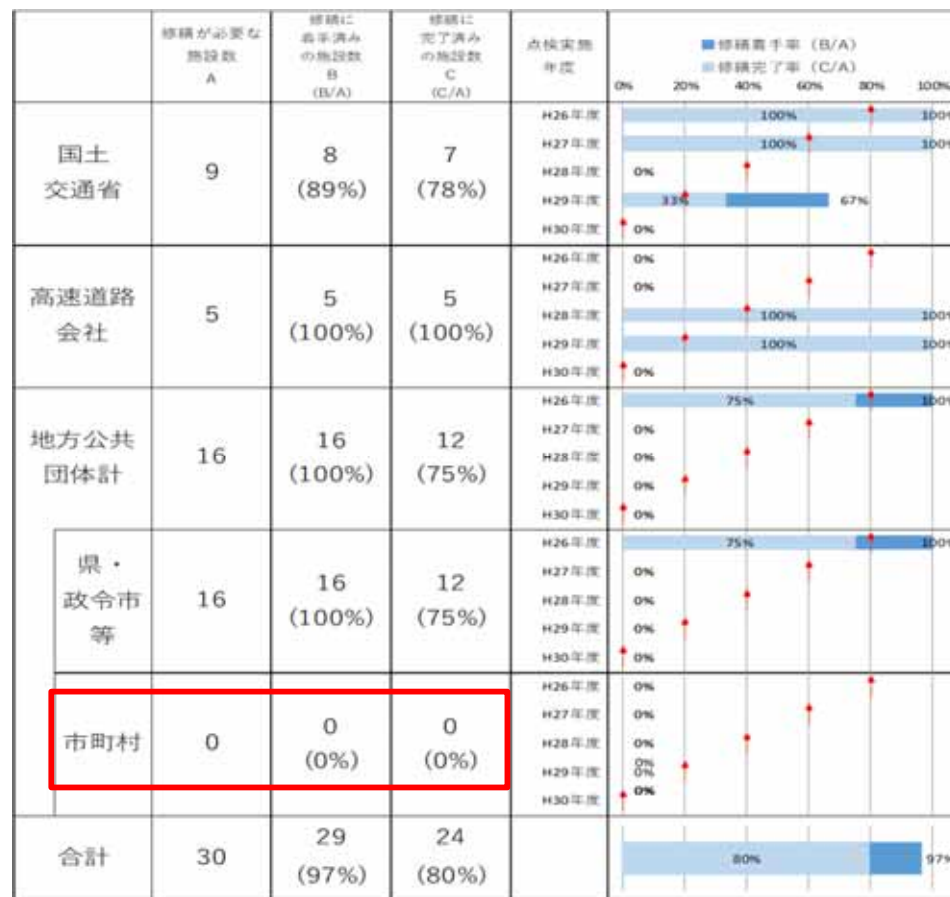 修繕が必要な
施設数
A
修繕に
着手済み
の施設数
B
(B/A)
修繕に
完了済み
の施設数
C
(C/A)
点検実施
年度
修繕着手率 (B/A)
修繕完了率 (C/A)
0% 20% 40% 60% 80% 100%
国土
交通省
9
8
(89%)
7
(78%)
H26年度 100% 100%
H27年度 100% 100%
H28年度 0%
H29年度 33% 67%
H30年度 0%
高速道路
会社
5
5
(100%)
5
(100%)
H26年度 0%
H27年度 0%
H28年度 100% 100%
H29年度 100% 100%
H30年度 0%
地方公共
団体計
16
16
(100%)
12
(75%)
H26年度 75% 100%
H27年度 0%
H28年度 0%
H29年度 0%
H30年度 0%
県・
政令市
等
16
16
(100%)
12
(75%)
H26年度 75% 100%
H27年度 0%
H28年度 0%
H29年度 0%
H30年度 0%
市町村
0
0
(0%)
0
(0%)
H26年度 0%
H27年度 0%
H28年度 0%
0%
H29年度 0%
H30年度 0%
合計
30
29
(97%)
24
(80%)
80% 97%